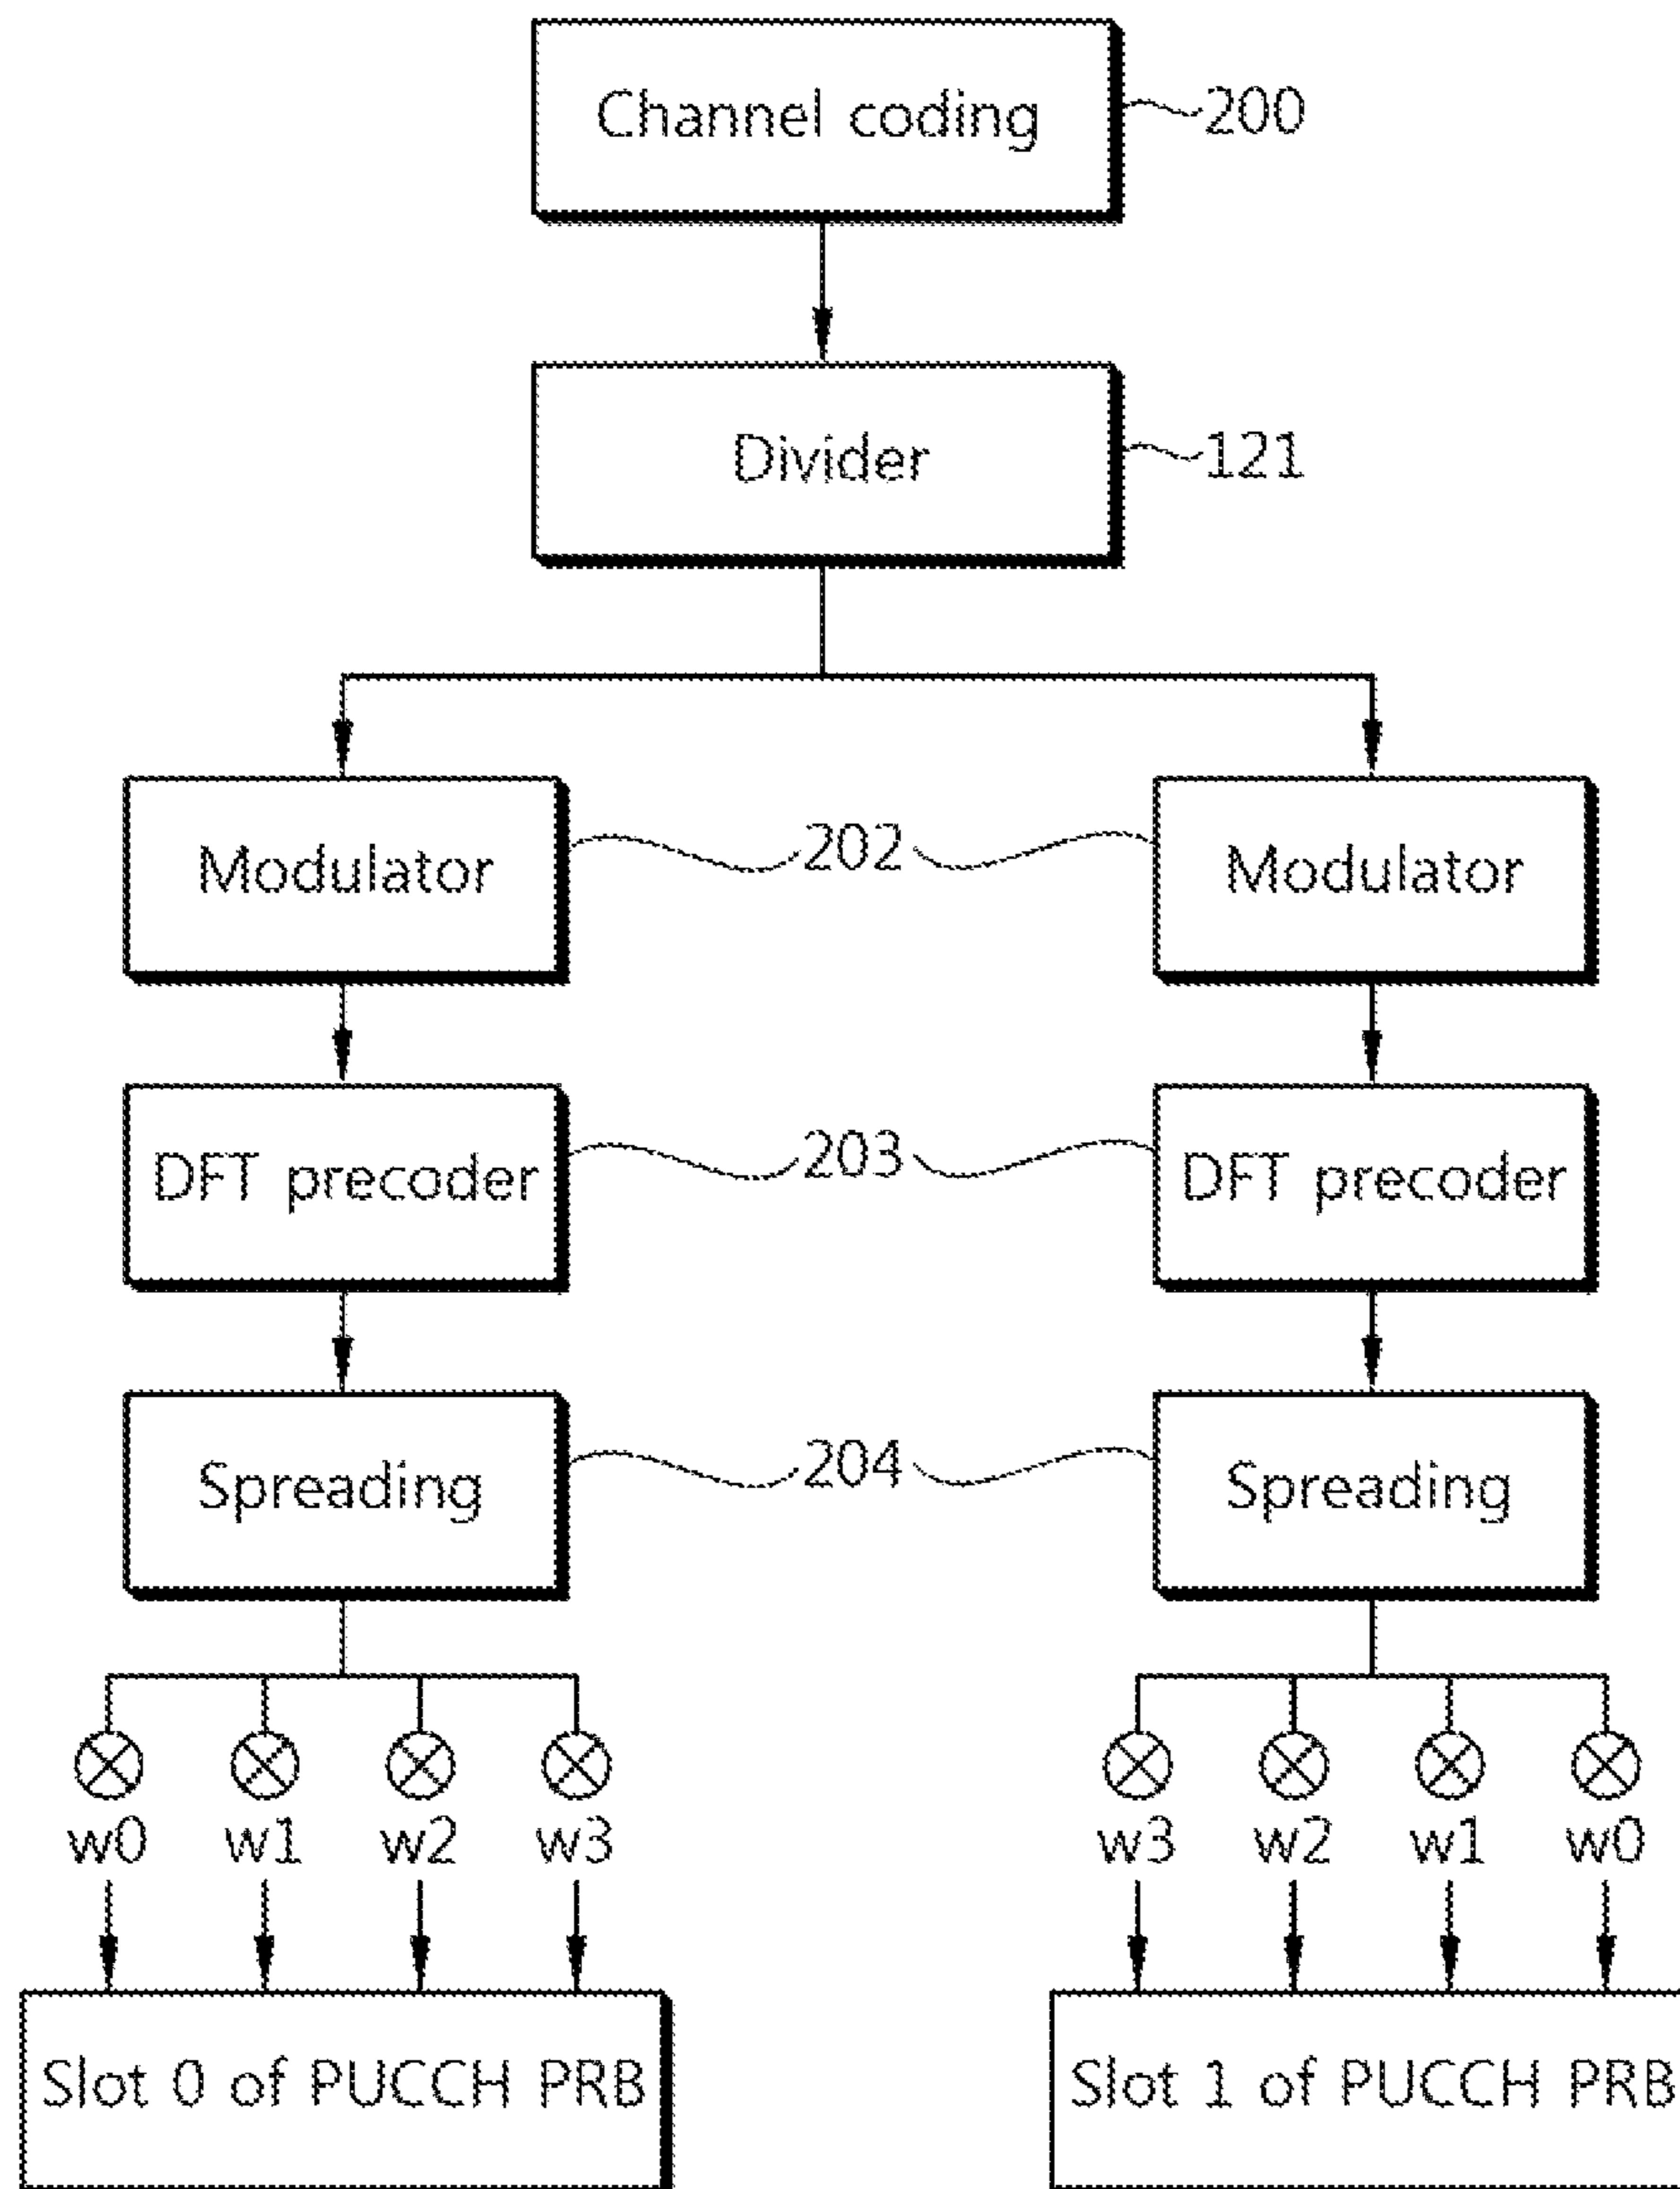 Channel coding 200
Divider 121
Modulator 202 Modulator
DFT precoder 203 DFT precoder
Spreading 204 Spreading
w0 w1 w2 w3 w3 w2 w1 w0
Slot 0 of PUCCH PRB Slot 1 of PUCCH PRB